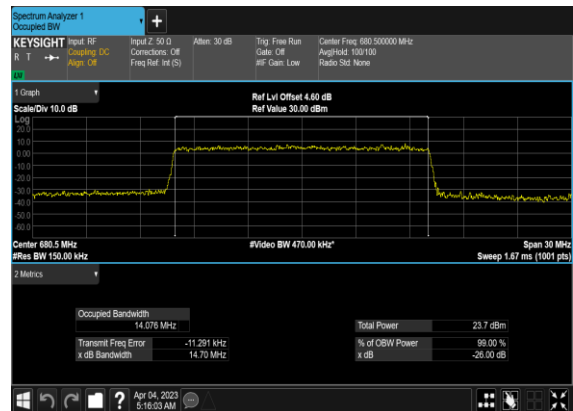 Spectrum Analyzer 1
Occupied BW
KEYSIGHT Input: RF Input Z: 50 Ω Atten: 30 dB Trig: Free Run Center Freq: 680.500000 MHz
R T Coupling: DC Corrections: Off Gate: Off Avg|Hold: 100/100
Align: Off Freq Ref: Int (S) #IF Gain: Low Radio Std: None
1 Graph
Ref Lvl Offset 4.60 dB
Scale/Div 10.0 dB Ref Value 30.00 dBm
Log
20.0
10.0
0.00
-10.0
-20.0
-30.0
-40.0
-50.0
-60.0
Center 680.5 MHz #Video BW 470.00 kHz* Span 30 MHz
#Res BW 150.00 kHz Sweep 1.67 ms (1001 pts)
2 Metrics
Occupied Bandwidth
14.076 MHz Total Power 23.7 dBm
Transmit Freq Error -11.291 kHz % of OBW Power 99.00 %
x dB Bandwidth 14.70 MHz x dB -26.00 dB
? Apr 04, 2023
5:16:03 AM